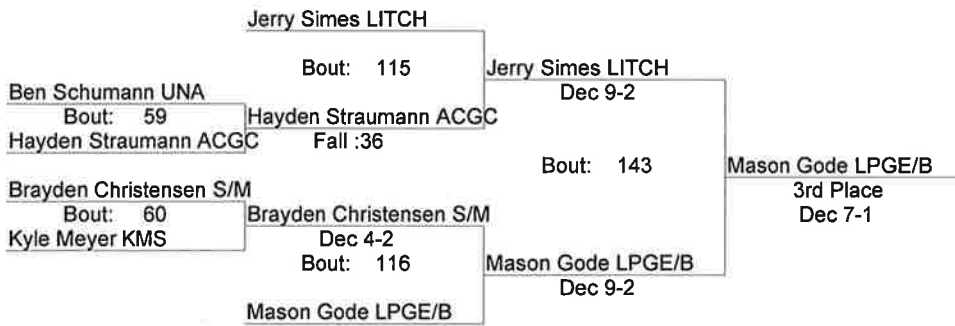 Jerry Simes LITCH
Bout: 115
Jerry Simes LITCH
Ben Schumann UNA
Dec 9-2
Bout: 59
Hayden Straumann ACGC
Hayden Straumann ACGC
Fall :36
Bout: 143
Mason Gode LPGE/B
Brayden Christensen S/M
3rd Place
Bout: 60
Brayden Christensen S/M
Dec 7-1
Kyle Meyer KMS
Dec 4-2
Bout: 116
Mason Gode LPGE/B
Dec 9-2
Mason Gode LPGE/B